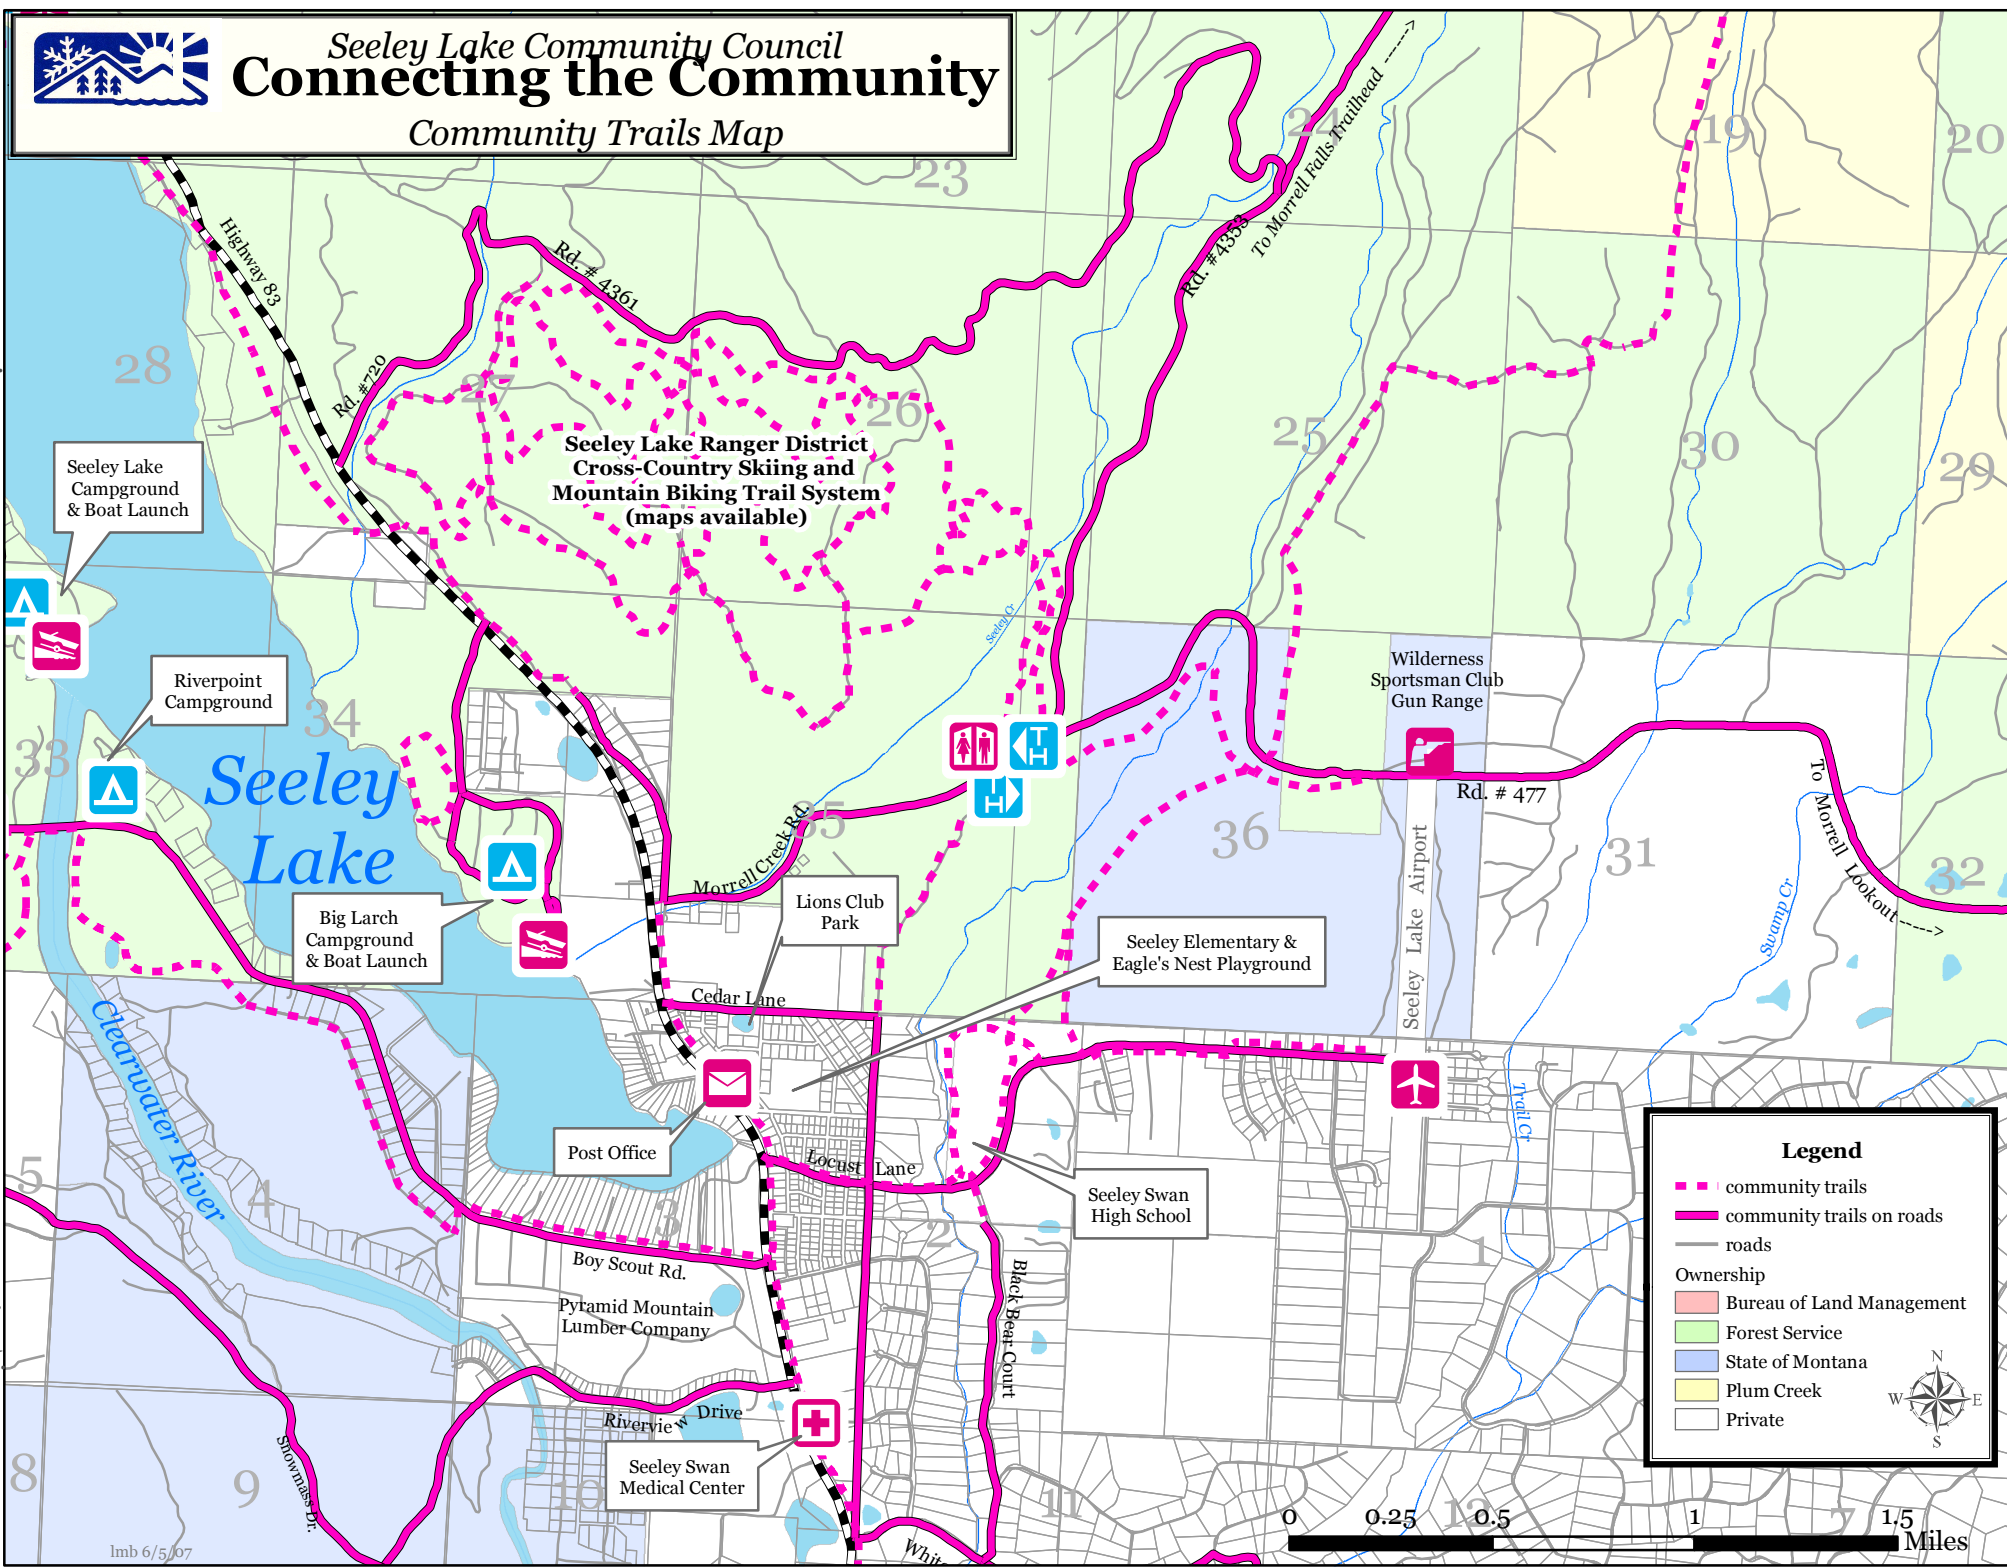 Seeley Lake Community Council
Connecting the Community
Community Trails Map
Highway 83
Rd. #720
Rd. # 4361
Rd. #4353
To Morrell Falls Trailhead ---->
23
24
19
20
28
27
26
25
30
29
Seeley Lake Ranger District
Cross-Country Skiing and
Mountain Biking Trail System
(maps available)
Seeley Lake
Campground
& Boat Launch
Riverpoint
Campground
Seeley Cr
Wilderness
Sportsman Club
Gun Range
33
34
35
36
31
32
Seeley
Lake
T
H
H
Rd. # 477
To Morrell Lookout ---->
Morrell Creek Rd.
Seeley Lake Airport
Swamp Cr
Big Larch
Campground
& Boat Launch
Lions Club
Park
Seeley Elementary &
Eagle's Nest Playground
Cedar Lane
Clearwater River
Post Office
Locust Lane
Seeley Swan
High School
Trail Cr
5
4
3
2
1
Boy Scout Rd.
Pyramid Mountain
Lumber Company
Black Bear Court
Riverview Drive
Snowmass Dr.
Seeley Swan
Medical Center
8
9
10
11
12
7
White
lmb 6/5/07
Legend
community trails
community trails on roads
roads
Ownership
Bureau of Land Management
Forest Service
State of Montana
Plum Creek
Private
N
W
E
S
0 0.25 0.5 1 1.5
Miles